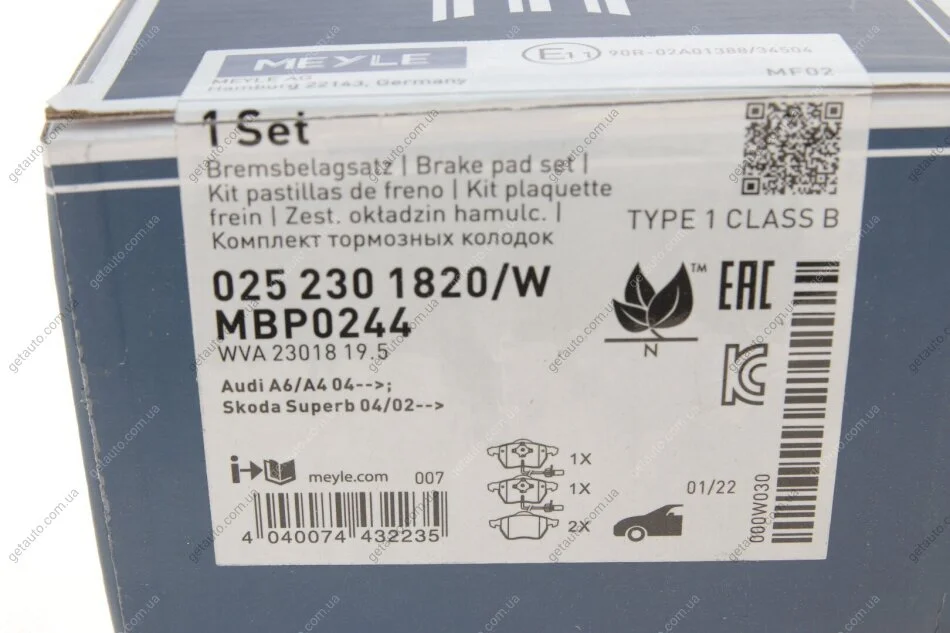 MEYLE
MEYLE AG
Hamburg 22143, Germany
E11 90R-02A01388/34504
MF02
1 Set
Bremsbelagsatz | Brake pad set |
Kit pastillas de freno | Kit plaquette
frein | Zest. okładzin hamulc. |
Комплект тормозных колодок
TYPE 1 CLASS B
025 230 1820/W
MBP0244
WVA 23018 19.5
Audi A6/A4 04-->;
Skoda Superb 04/02-->
TM
N
EAC
KC
i
meyle.com
007
4 040074 432235
1X
1X
2X
01/22
000W030
getauto.com.ua